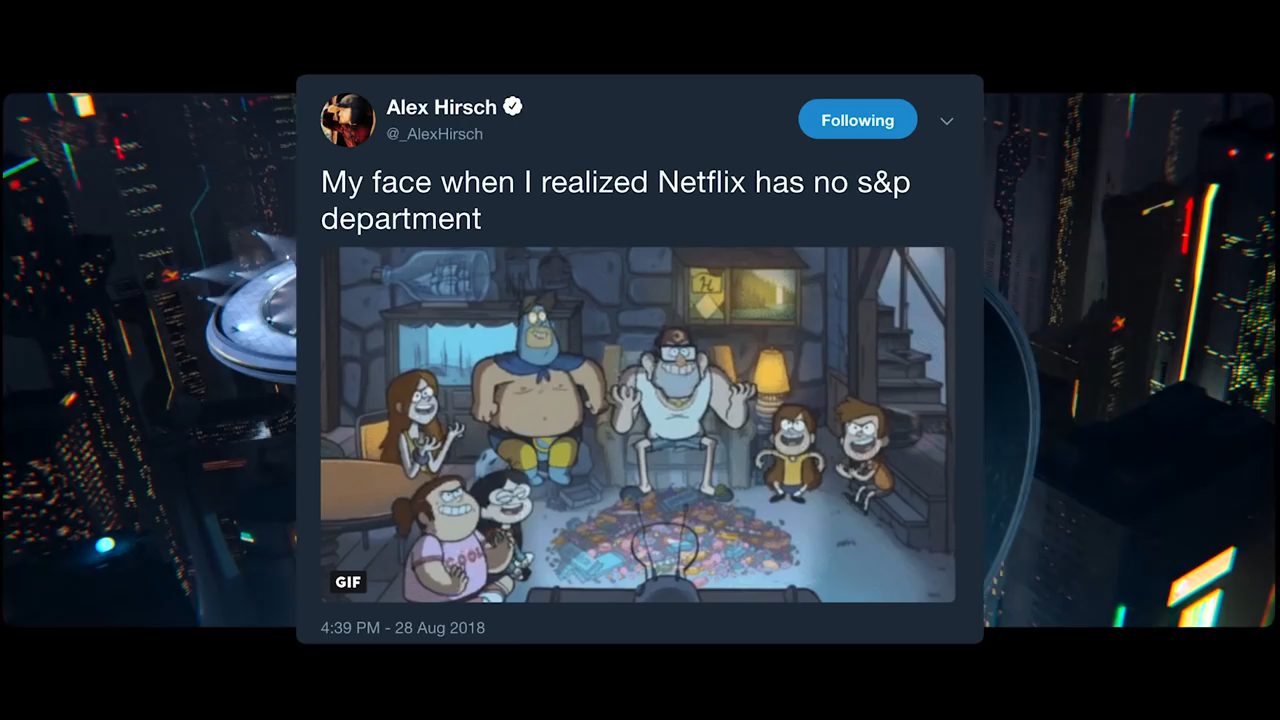 Alex Hirsch
@_AlexHirsch
Following
My face when I realized Netflix has no s&p
department
H
COOL
GIF
4:39 PM - 28 Aug 2018